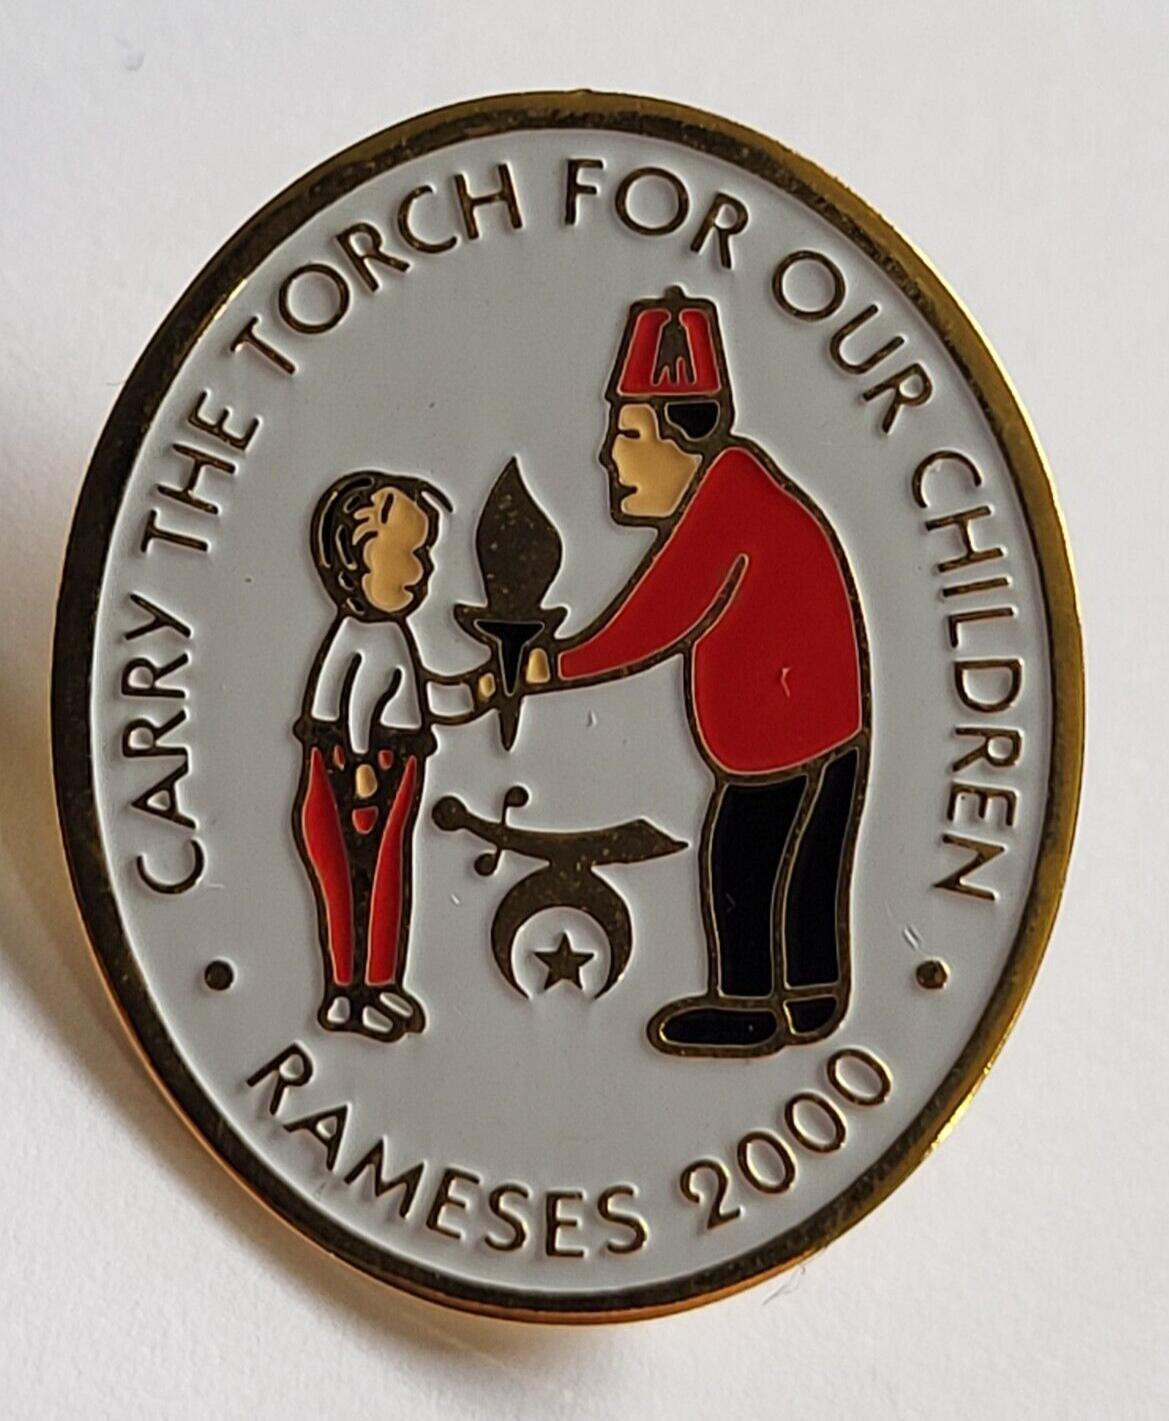 CARRY THE TORCH FOR OUR CHILDREN
• RAMESES 2000 •